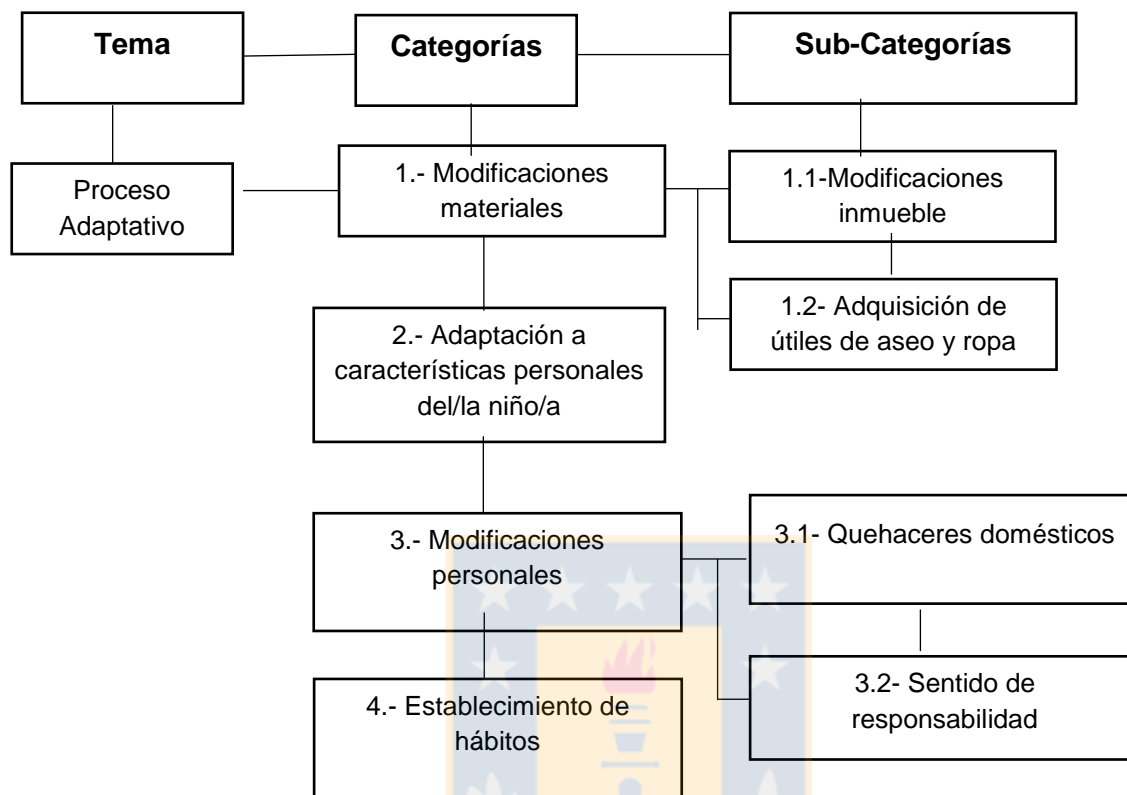 Tema
Categorías
Sub-Categorías
Proceso
Adaptativo
1.- Modificaciones
materiales
1.1-Modificaciones
inmueble
1.2- Adquisición de
útiles de aseo y ropa
2.- Adaptación a
características personales
del/la niño/a
3.- Modificaciones
personales
3.1- Quehaceres domésticos
3.2- Sentido de
responsabilidad
4.- Establecimiento de
hábitos